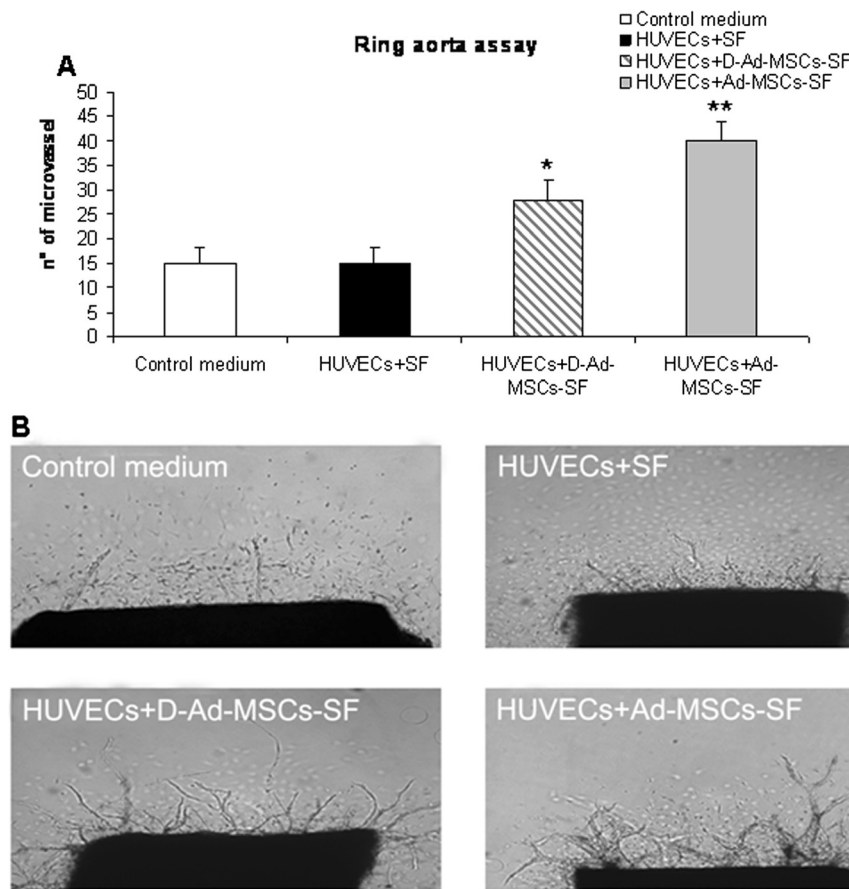 Control medium
HUVECs+SF
HUVECs+D-Ad-MSCs-SF
HUVECs+Ad-MSCs-SF
Ring aorta assay
A
n° of microvassel
50
45
40
35
30
25
20
15
10
5
0
*
**
Control medium
HUVECs+SF
HUVECs+D-Ad-
MSCs-SF
HUVECs+Ad-
MSCs-SF
B
Control medium
HUVECs+SF
HUVECs+D-Ad-MSCs-SF
HUVECs+Ad-MSCs-SF